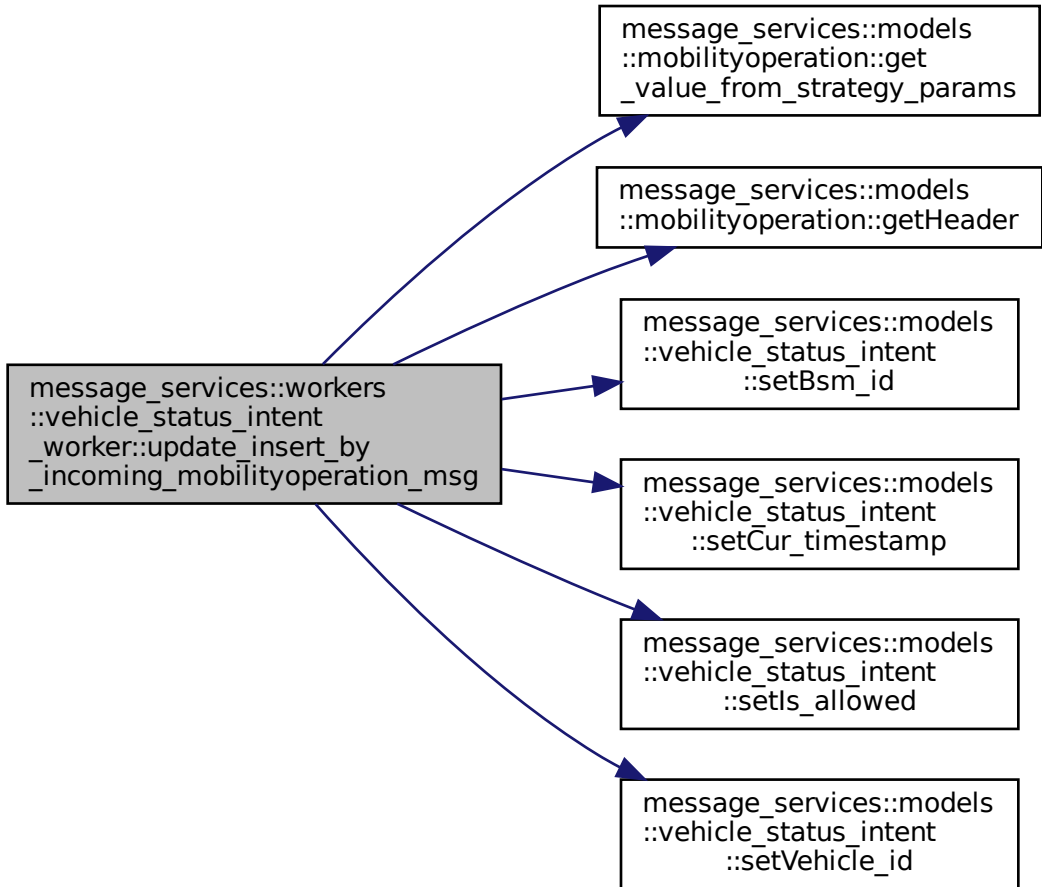 message_services::models
::mobilityoperation::get
_value_from_strategy_params
message_services::models
::mobilityoperation::getHeader
message_services::models
::vehicle_status_intent
::setBsm_id
message_services::workers
::vehicle_status_intent
_worker::update_insert_by
_incoming_mobilityoperation_msg
message_services::models
::vehicle_status_intent
::setCur_timestamp
message_services::models
::vehicle_status_intent
::setIs_allowed
message_services::models
::vehicle_status_intent
::setVehicle_id